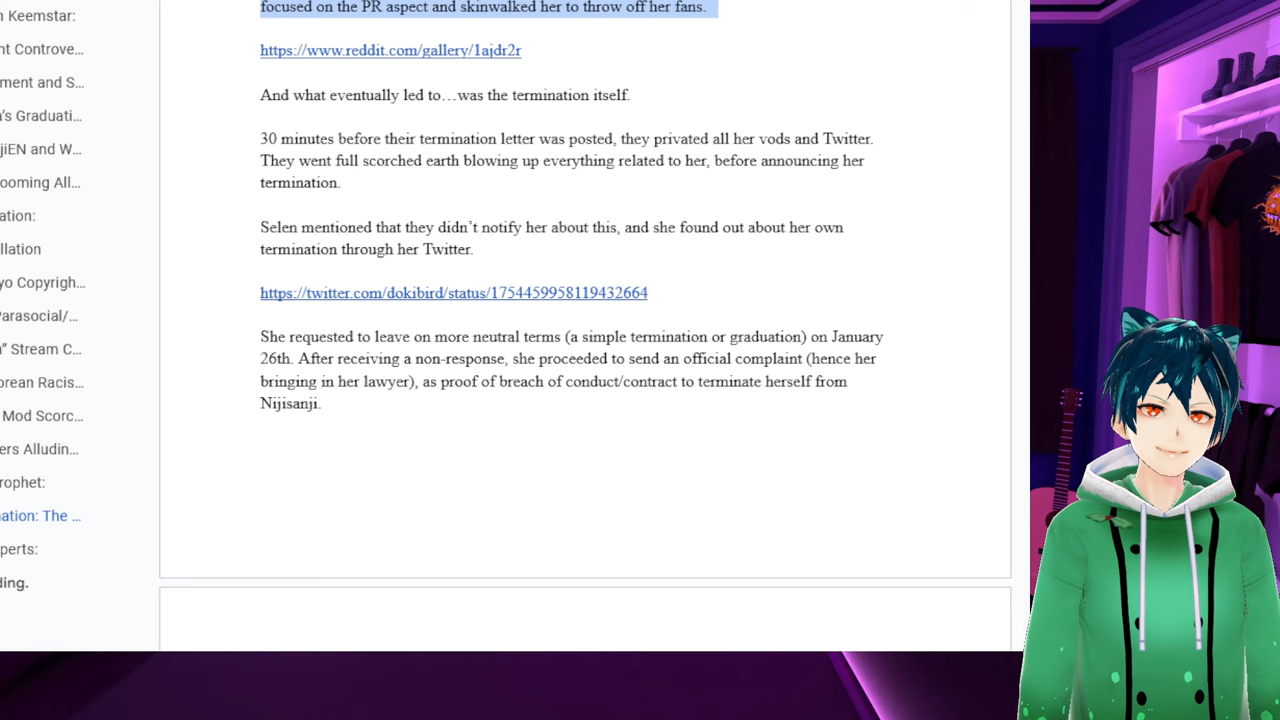 n Keemstar:
nt Controve...
ment and S...
a's Graduati...
jiEN and W...
ooming All...
ation:
llation
yo Copyrigh...
Parasocial/...
" Stream C...
orean Racis...
Mod Scorc...
ers Alludin...
rophet:
nation: The ...
perts:
ding.
focused on the PR aspect and skinwalked her to throw off her fans.
https://www.reddit.com/gallery/1ajdr2r
And what eventually led to…was the termination itself.
30 minutes before their termination letter was posted, they privated all her vods and Twitter.
They went full scorched earth blowing up everything related to her, before announcing her
termination.
Selen mentioned that they didn't notify her about this, and she found out about her own
termination through her Twitter.
https://twitter.com/dokibird/status/1754459958119432664
She requested to leave on more neutral terms (a simple termination or graduation) on January
26th. After receiving a non-response, she proceeded to send an official complaint (hence her
bringing in her lawyer), as proof of breach of conduct/contract to terminate herself from
Nijisanji.